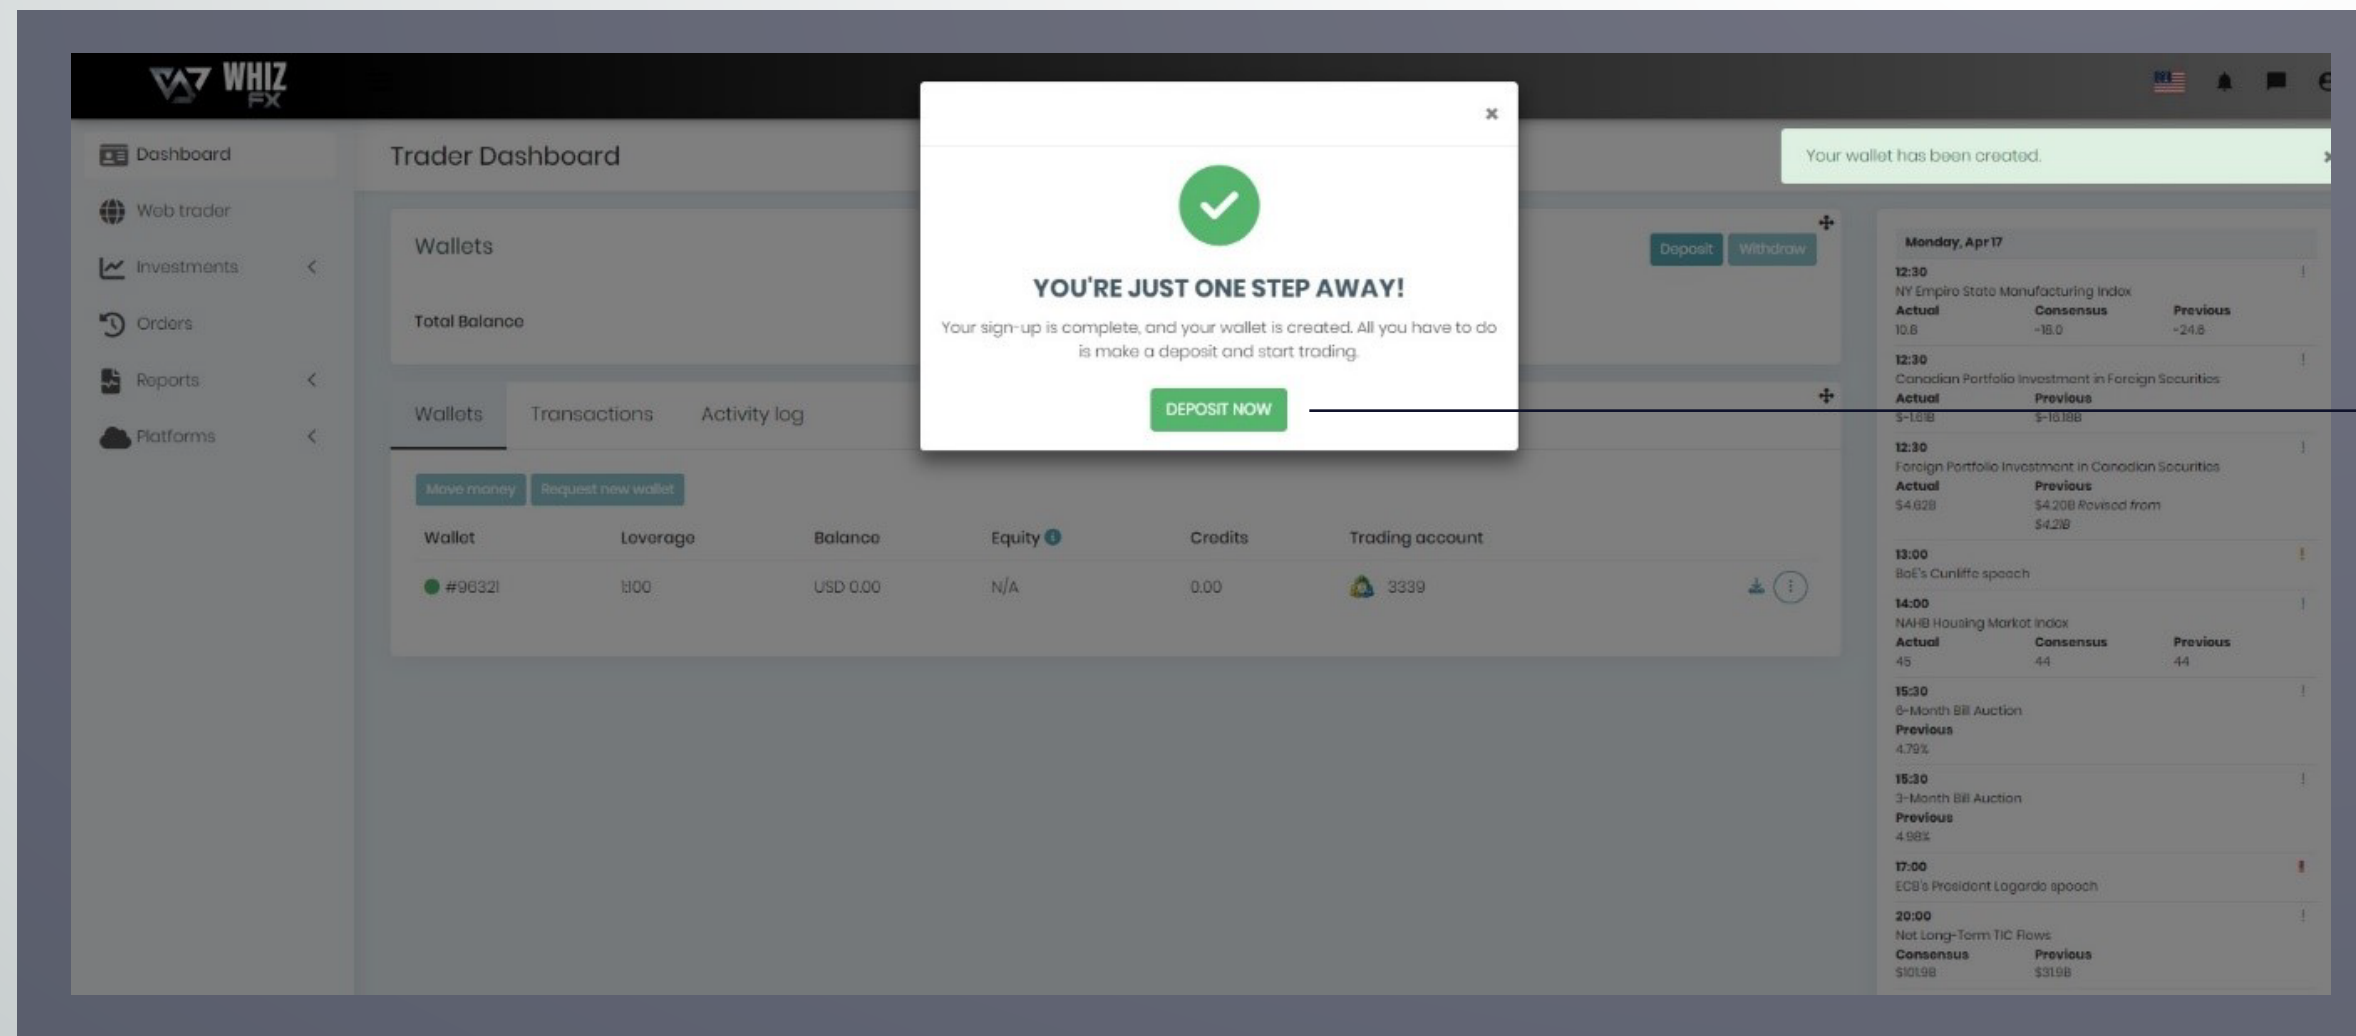 WHIZ
FX
Dashboard
Web trader
Investments
Orders
Reports
Platforms
Trader Dashboard
Your wallet has been created.
Wallets
Deposit Withdraw
Total Balance
YOU'RE JUST ONE STEP AWAY!
Your sign-up is complete, and your wallet is created. All you have to do
is make a deposit and start trading.
DEPOSIT NOW
Wallets Transactions Activity log
Move money Request new wallet
Wallet Leverage Balance Equity Credits Trading account
#96321 1:100 USD 0.00 N/A 0.00 3339
Monday, Apr 17
12:30
NY Empire State Manufacturing Index
Actual Consensus Previous
10.8 -18.0 -24.6
12:30
Canadian Portfolio Investment in Foreign Securities
Actual Previous
$-1.61B $-16.18B
12:30
Foreign Portfolio Investment in Canadian Securities
Actual Previous
$4.62B $4.20B Revised from
$4.21B
13:00
BoE's Cunliffe speech
14:00
NAHB Housing Market Index
Actual Consensus Previous
45 44 44
15:30
6-Month Bill Auction
Previous
4.79%
15:30
3-Month Bill Auction
Previous
4.98%
17:00
ECB's President Lagarde speech
20:00
Net Long-Term TIC Flows
Consensus Previous
$101.9B $31.9B